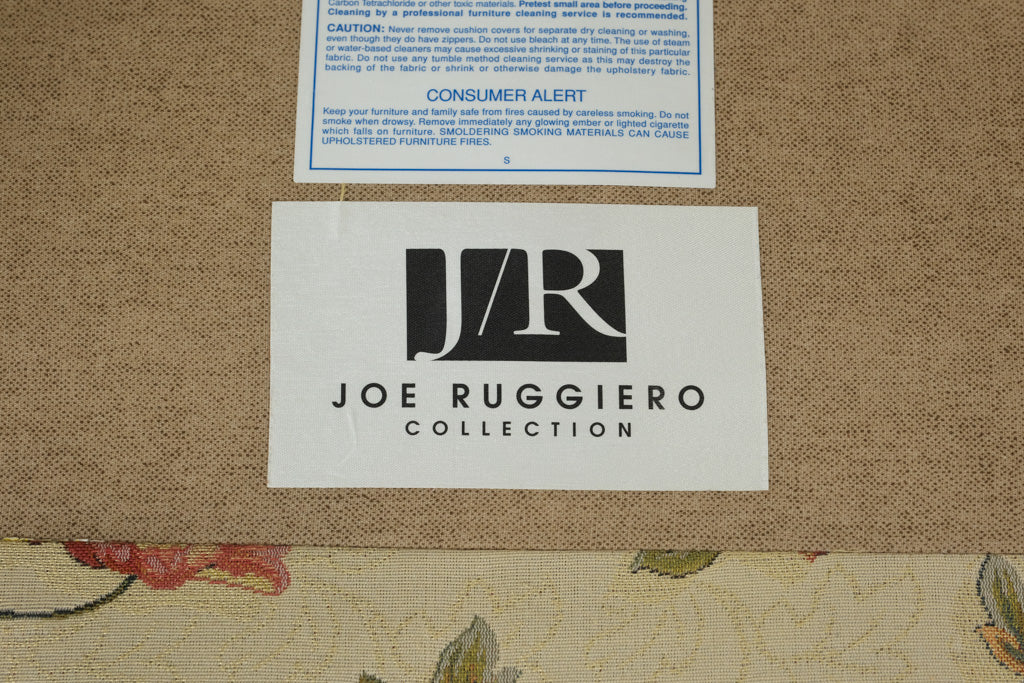 Carbon Tetrachloride or other toxic materials. Pretest small area before proceeding.
Cleaning by a professional furniture cleaning service is recommended.
CAUTION: Never remove cushion covers for separate dry cleaning or washing,
even though they do have zippers. Do not use bleach at any time. The use of steam
or water-based cleaners may cause excessive shrinking or staining of this particular
fabric. Do not use any tumble method cleaning service as this may destroy the
backing of the fabric or shrink or otherwise damage the upholstery fabric.
CONSUMER ALERT
Keep your furniture and family safe from fires caused by careless smoking. Do not
smoke when drowsy. Remove immediately any glowing ember or lighted cigarette
which falls on furniture. SMOLDERING SMOKING MATERIALS CAN CAUSE
UPHOLSTERED FURNITURE FIRES.
S
J/R
JOE RUGGIERO
COLLECTION